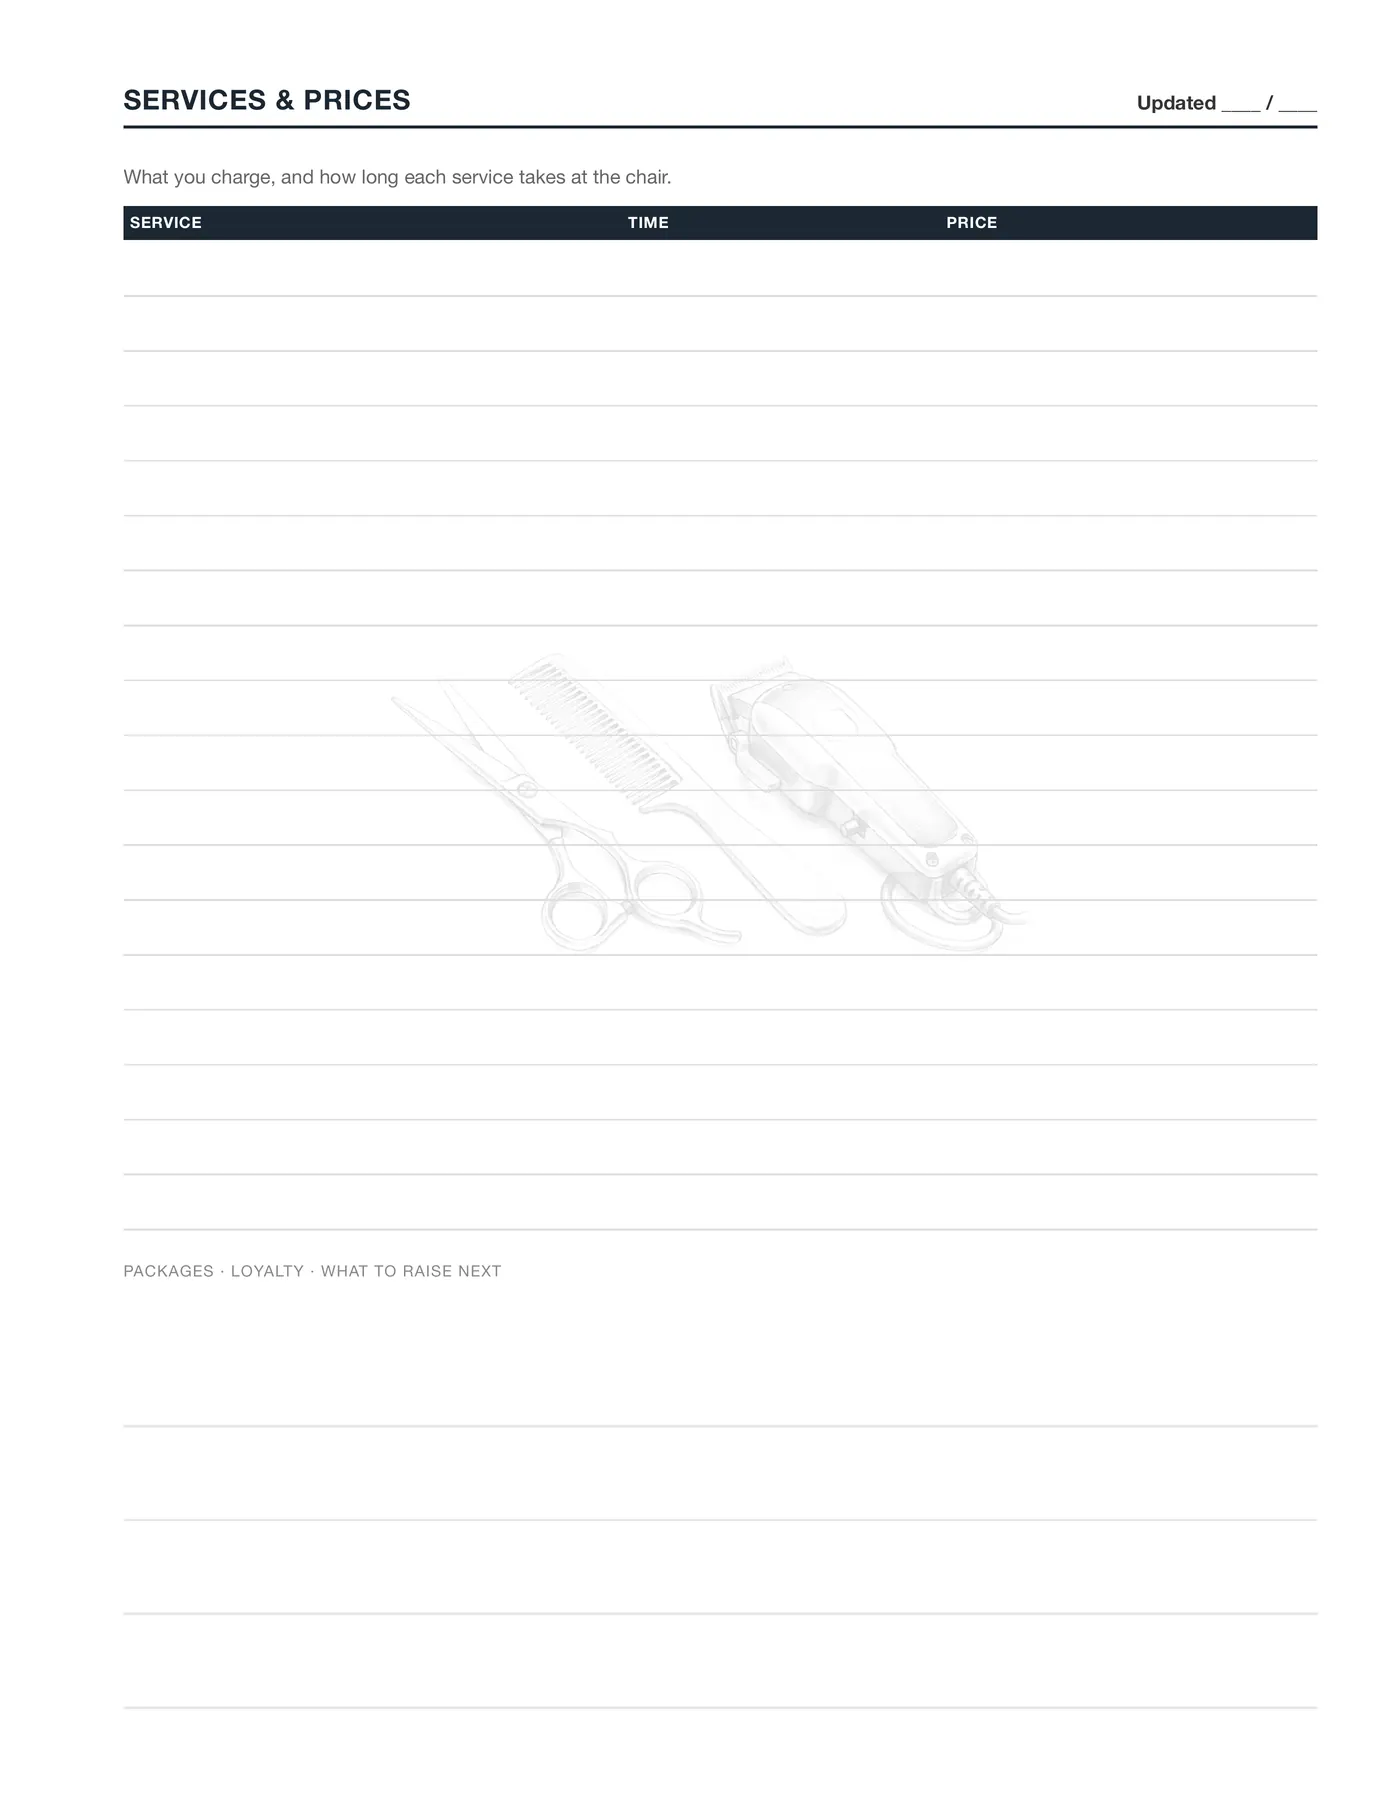 SERVICES & PRICES
Updated ____ / ____
What you charge, and how long each service takes at the chair.
SERVICE TIME PRICE
PACKAGES · LOYALTY · WHAT TO RAISE NEXT